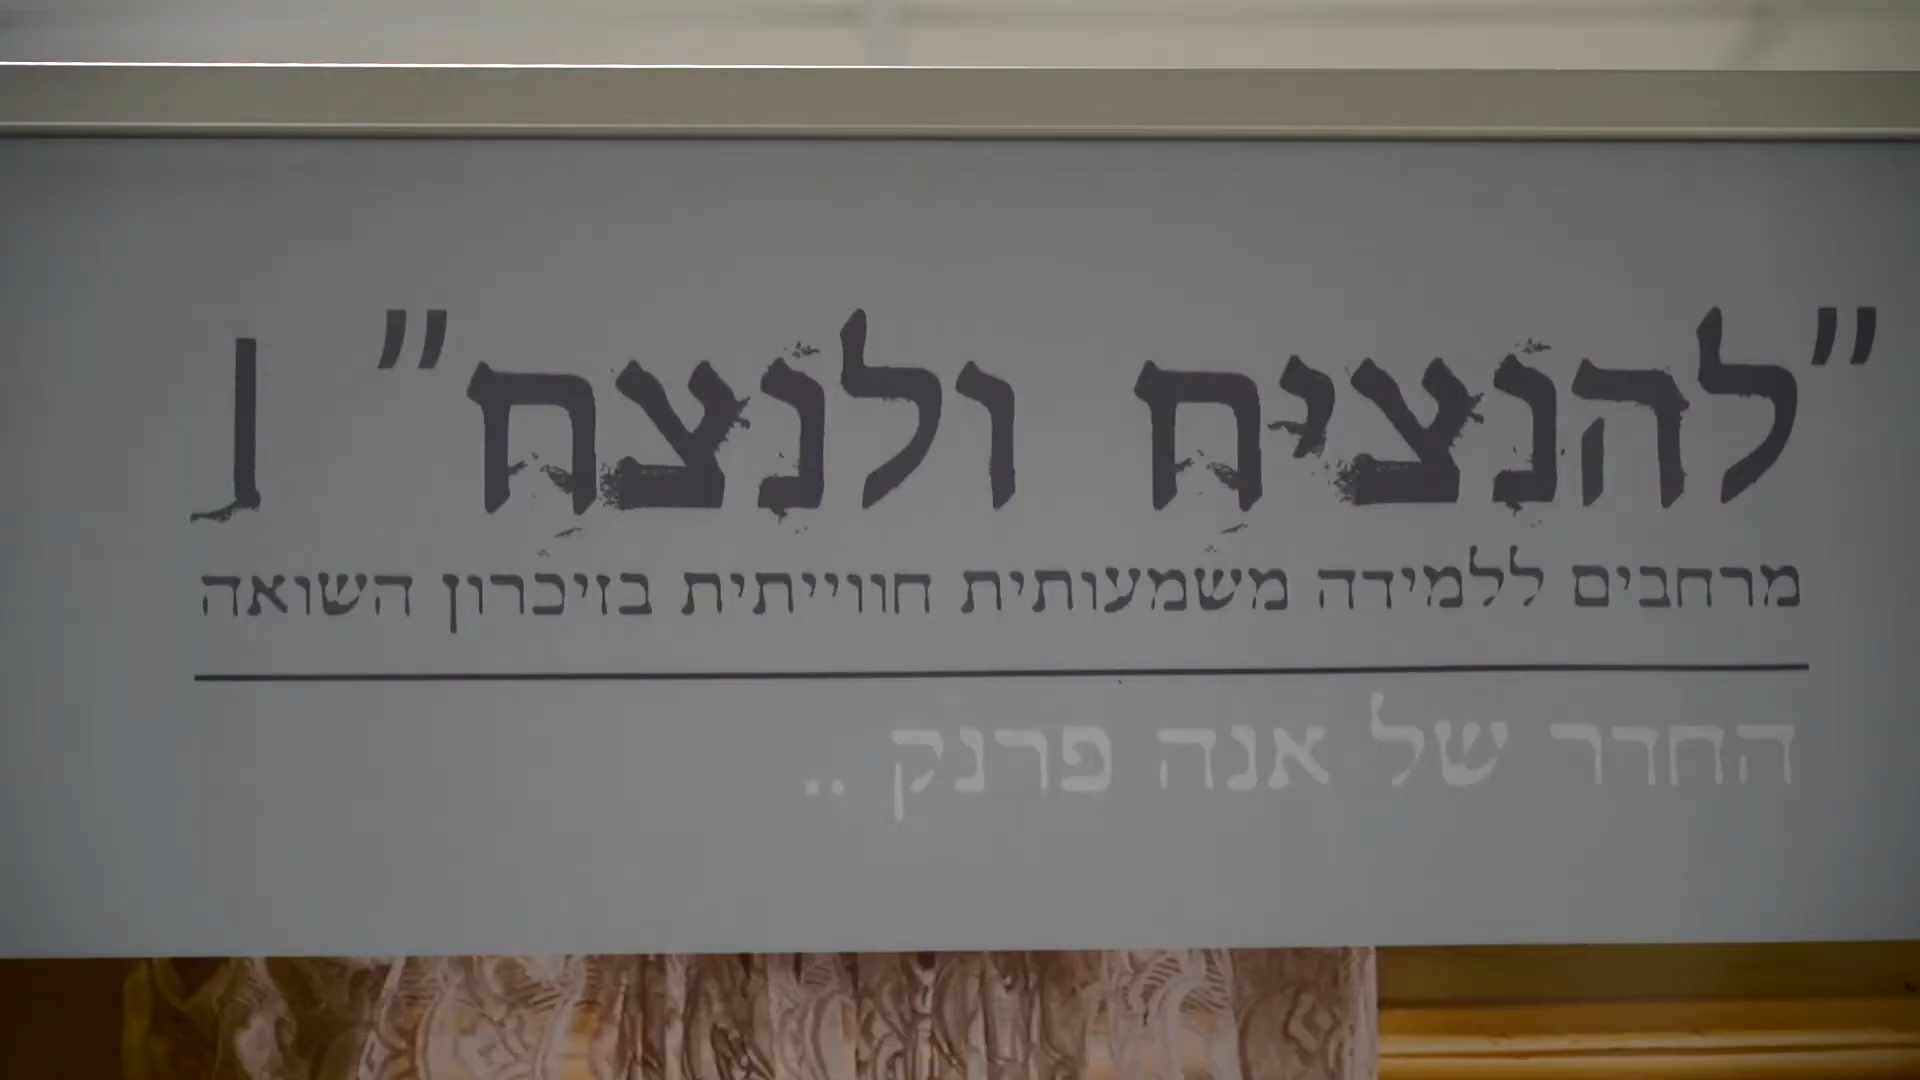 "להנציח ולנצח" |
מרחבים ללמידה משמעותית חווייתית בזיכרון השואה
החדר של אנה פרנק ..